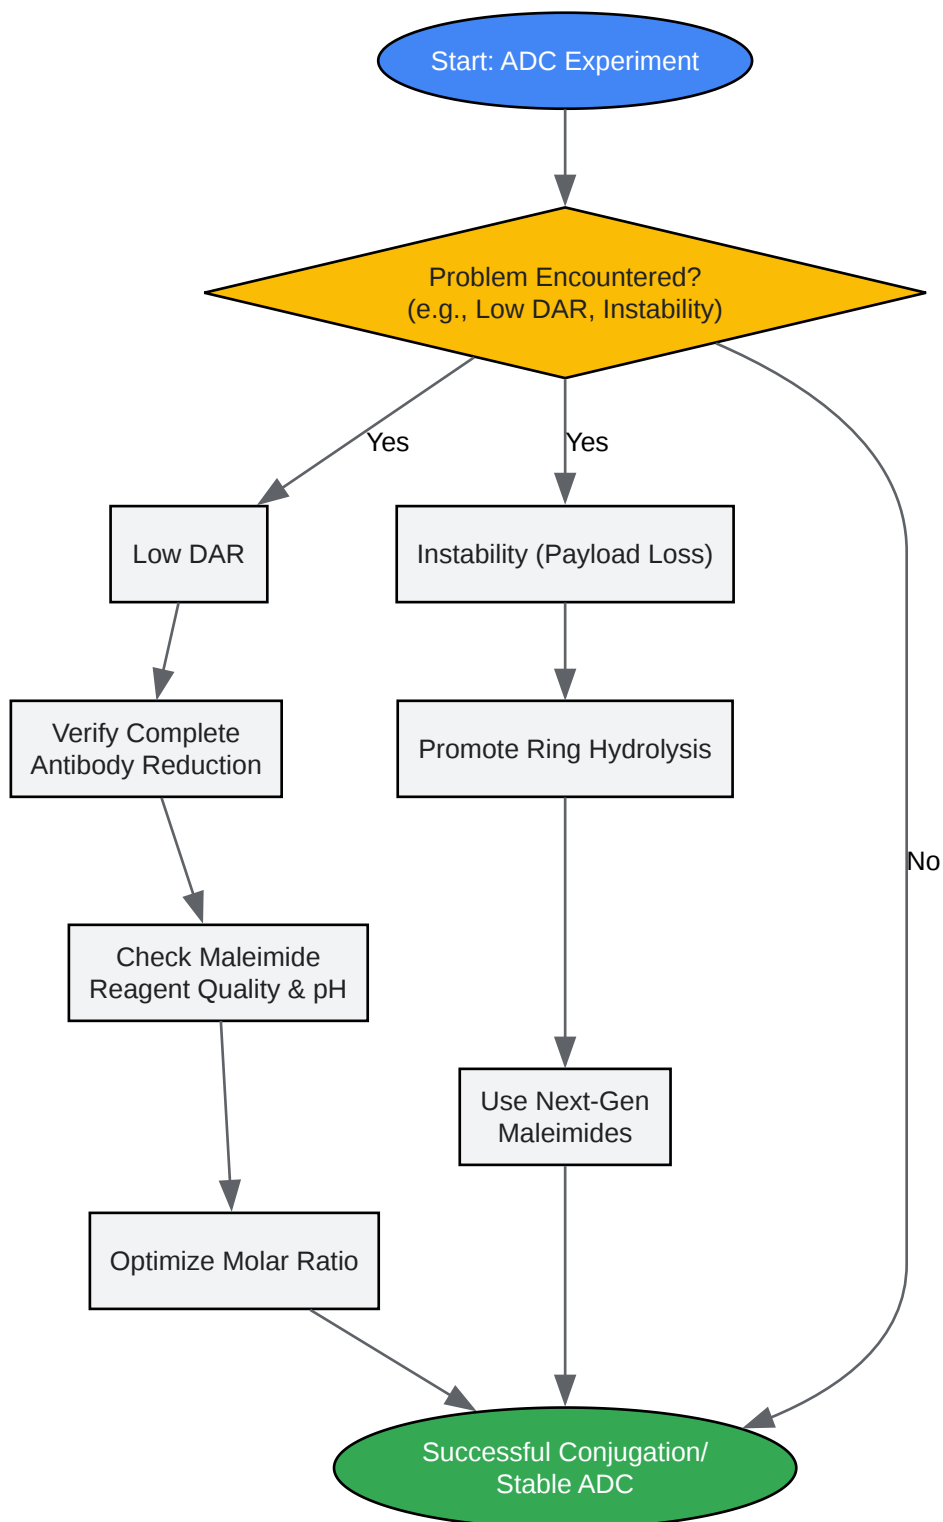 Start: ADC Experiment
Problem Encountered?
(e.g., Low DAR, Instability)
Yes
Yes
Low DAR
Instability (Payload Loss)
Verify Complete
Antibody Reduction
Promote Ring Hydrolysis
No
Check Maleimide
Reagent Quality & pH
Use Next-Gen
Maleimides
Optimize Molar Ratio
Successful Conjugation/
Stable ADC